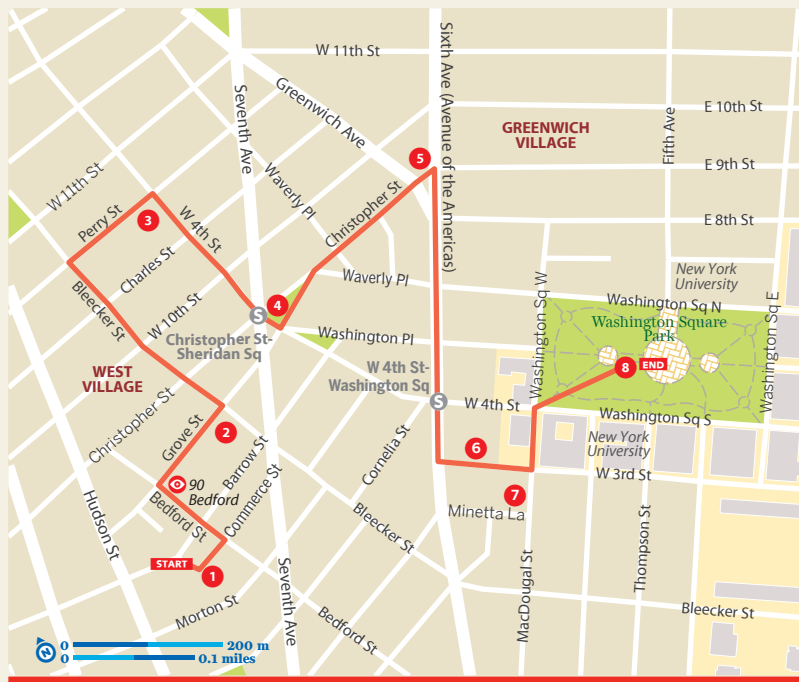 W 11th St
Sixth Ave (Avenue of the Americas)
Seventh Ave
Greenwich Ave
E 10th St
GREENWICH
VILLAGE
Fifth Ave
5
E 9th St
W 11th St
Waverly Pl
Christopher St
Perry St
3
W 4th St
E 8th St
Charles St
Waverly Pl
New York
University
Bleecker St
W 10th St
4
S
Washington Sq W
Washington Sq N
Washington Sq E
Christopher St-
Sheridan Sq
Washington Pl
Washington Square
Park
WEST
VILLAGE
W 4th St-
Washington Sq
8
END
S
W 4th St
Washington Sq S
Christopher St
Grove St
2
Barrow St
Cornelia St
6
New York
University
W 3rd St
90
Bedford
Commerce St
7
Hudson St
Bedford St
Bleecker St
Minetta La
START
1
Seventh Ave
MacDougal St
Thompson St
Morton St
Bedford St
Bleecker St
N
0
200 m
0
0.1 miles